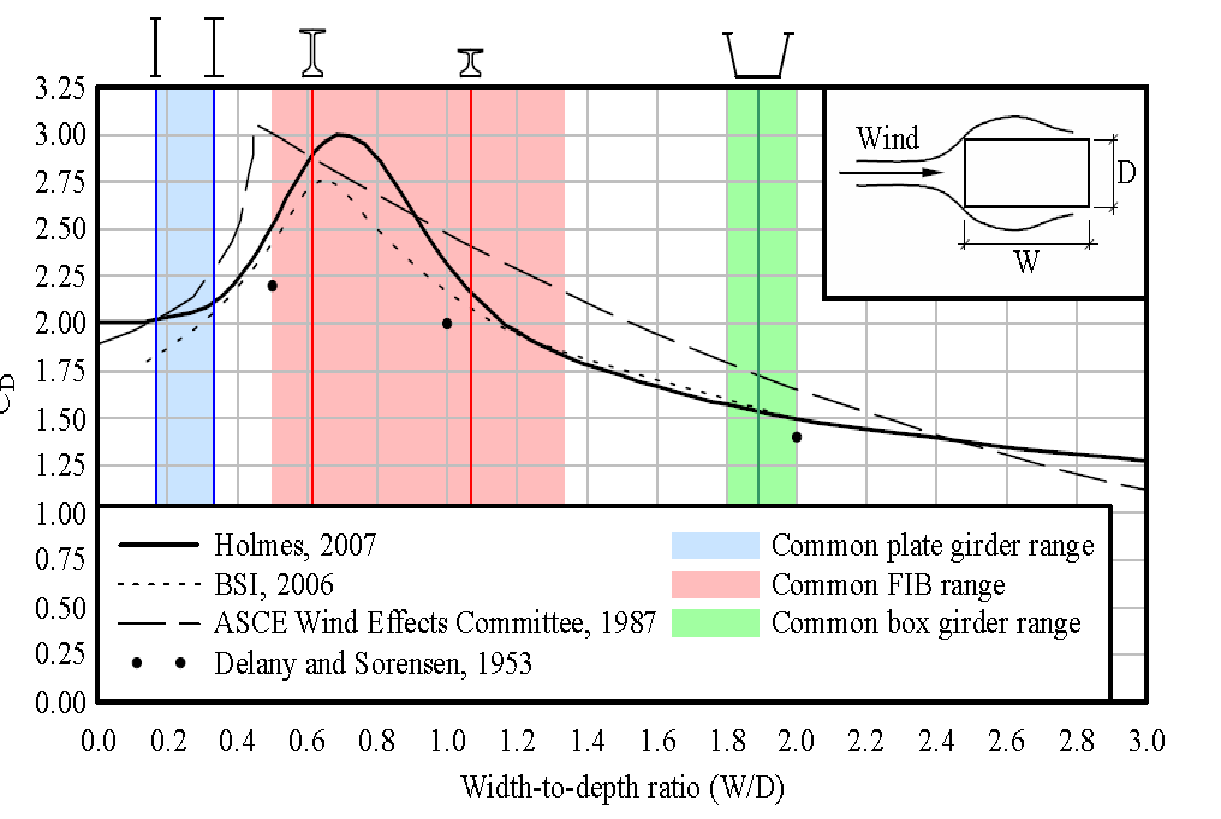 3.25
3.00
2.75
2.50
2.25
2.00
1.75
1.50
1.25
1.00
0.75
0.50
0.25
0.00
C_D
Wind
D
W
Holmes, 2007
BSI, 2006
ASCE Wind Effects Committee, 1987
Delany and Sorensen, 1953
Common plate girder range
Common FIB range
Common box girder range
0.0 0.2 0.4 0.6 0.8 1.0 1.2 1.4 1.6 1.8 2.0 2.2 2.4 2.6 2.8 3.0
Width-to-depth ratio (W/D)